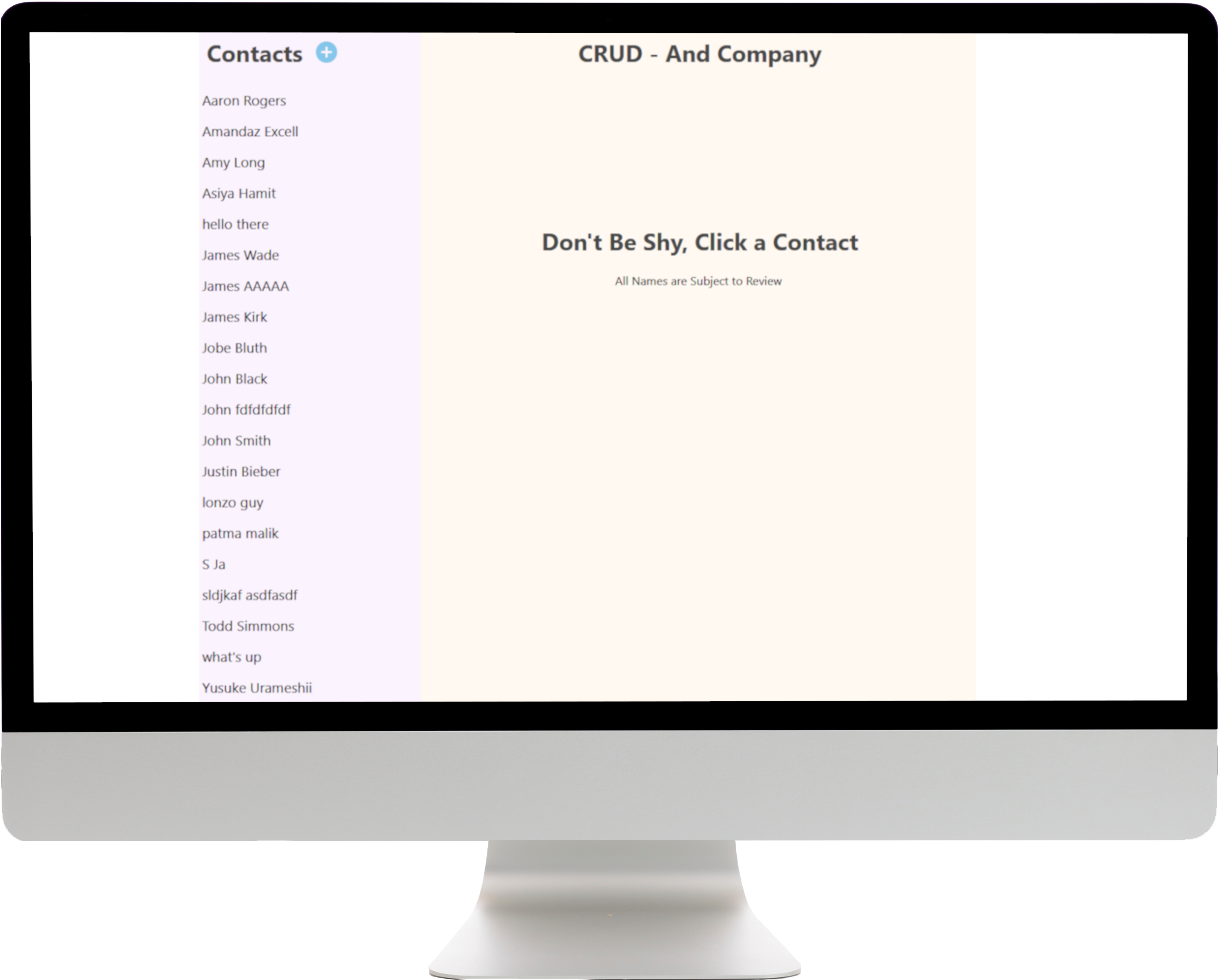 Contacts
Aaron Rogers
Amandaz Excell
Amy Long
Asiya Hamit
hello there
James Wade
James AAAAA
James Kirk
Jobe Bluth
John Black
John fdfdfdfdf
John Smith
Justin Bieber
lonzo guy
patma malik
S Ja
sldjkaf asdfasdf
Todd Simmons
what's up
Yusuke Urameshii
CRUD - And Company
Don't Be Shy, Click a Contact
All Names are Subject to Review